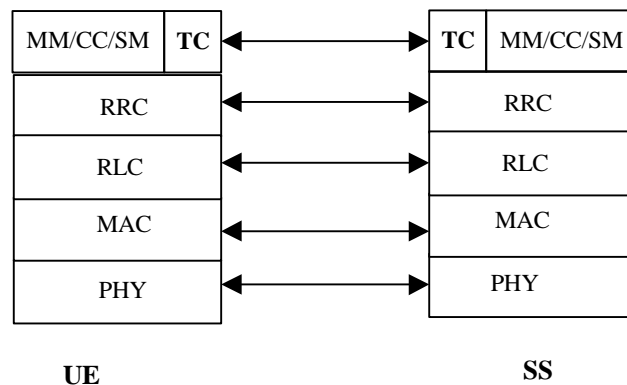 MM/CC/SM TC TC MM/CC/SM
RRC RRC
RLC RLC
MAC MAC
PHY PHY
UE SS